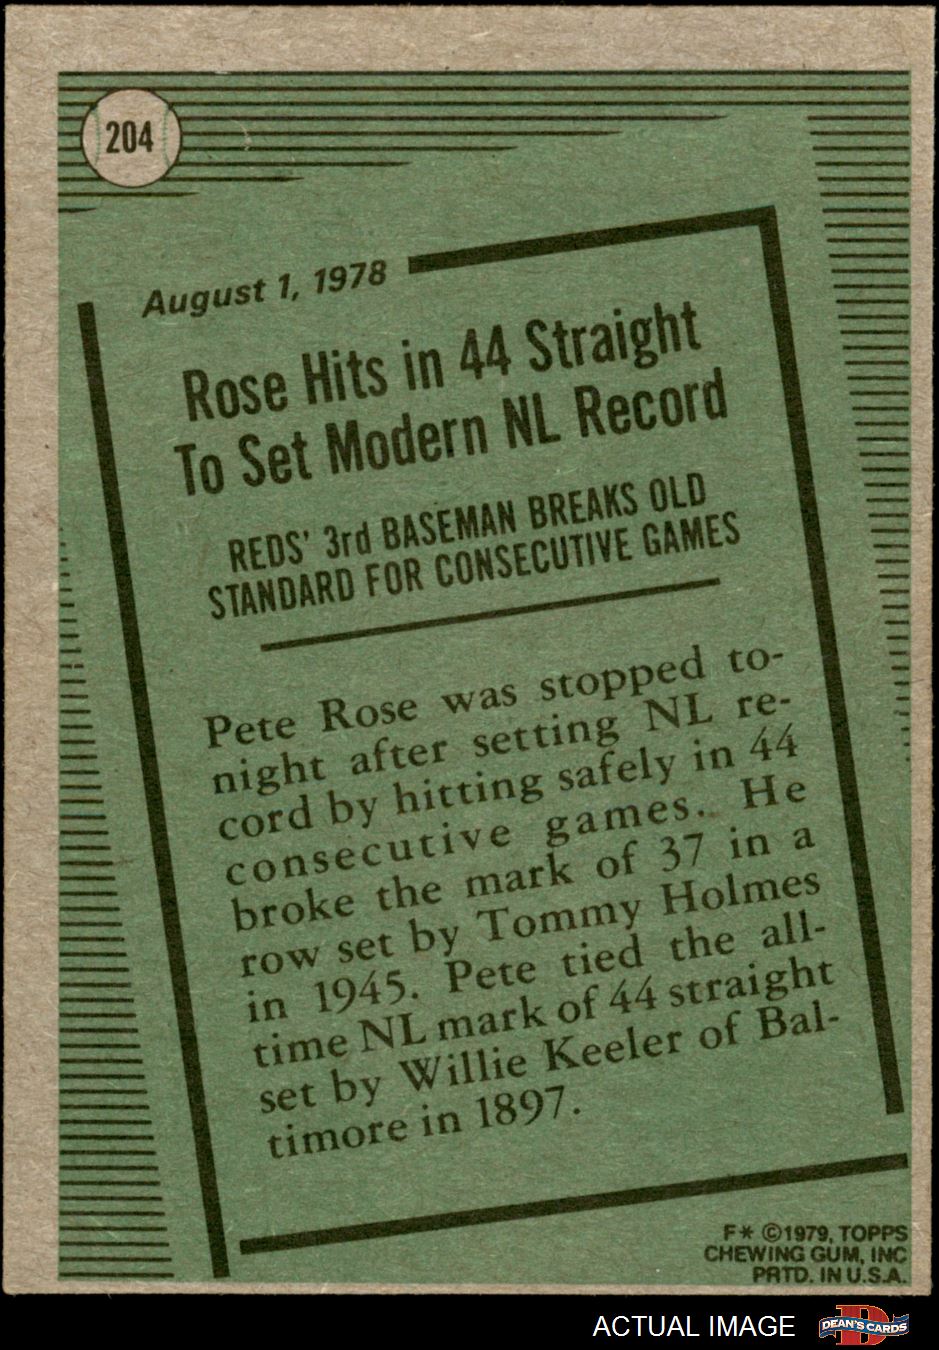 204
August 1, 1978
Rose Hits in 44 Straight
To Set Modern NL Record
REDS' 3rd BASEMAN BREAKS OLD
STANDARD FOR CONSECUTIVE GAMES
Pete Rose was stopped to-
night after setting NL re-
cord by hitting safely in 44
consecutive games. He
broke the mark of 37 in a
row set by Tommy Holmes
in 1945. Pete tied the all-
time NL mark of 44 straight
set by Willie Keeler of Bal-
timore in 1897.
F* ©1979, TOPPS
CHEWING GUM, INC
PRTD. IN U.S.A.
ACTUAL IMAGE
D
DEAN'S CARDS